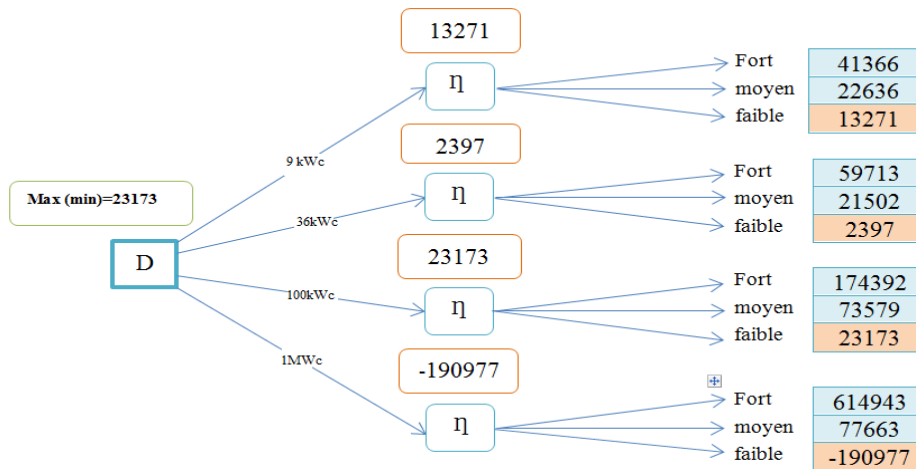 13271
η
Fort
41366
moyen
22636
faible
13271
9 kWc
2397
η
Fort
59713
moyen
21502
faible
2397
36kWc
Max (min)=23173
D
23173
η
Fort
174392
moyen
73579
faible
23173
100kWc
1MWc
-190977
η
Fort
614943
moyen
77663
faible
-190977